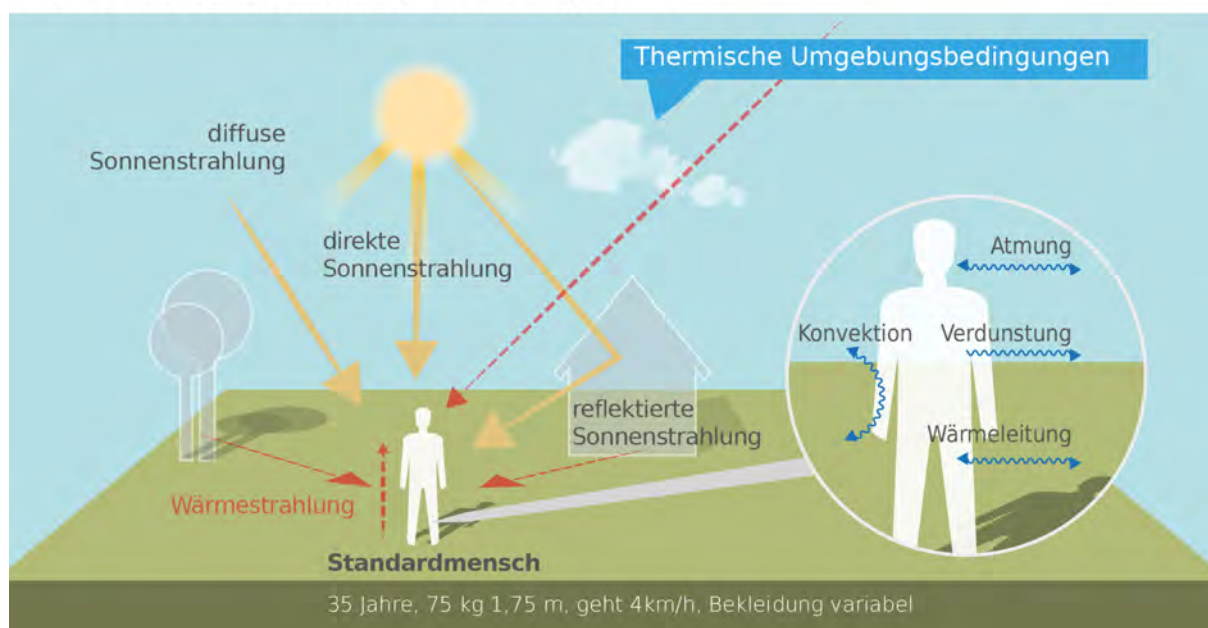 Thermische Umgebungsbedingungen
diffuse
Sonnenstrahlung
direkte
Sonnenstrahlung
Atmung
Konvektion
Verdunstung
reflektierte
Sonnenstrahlung
Wärmeleitung
Wärmestrahlung
Standardmensch
35 Jahre, 75 kg 1,75 m, geht 4km/h, Bekleidung variabel